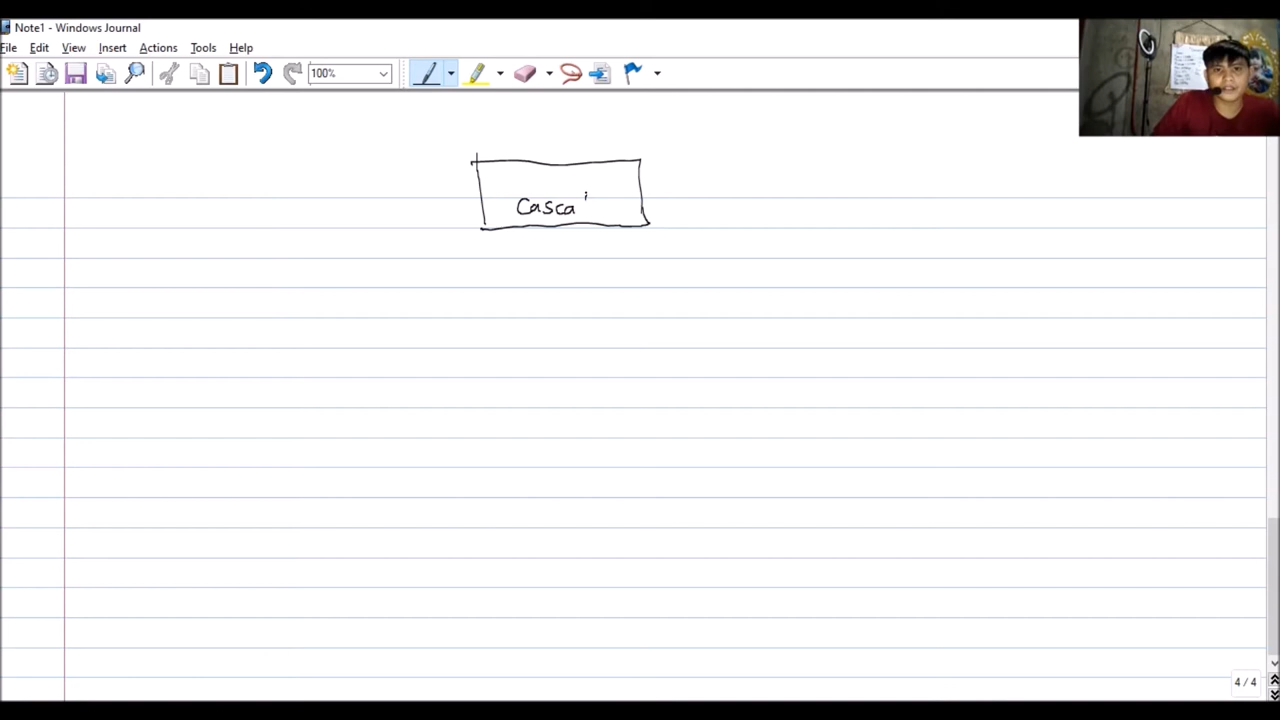 Note1 - Windows Journal
File Edit View Insert Actions Tools Help
100%
Casca
4 / 4